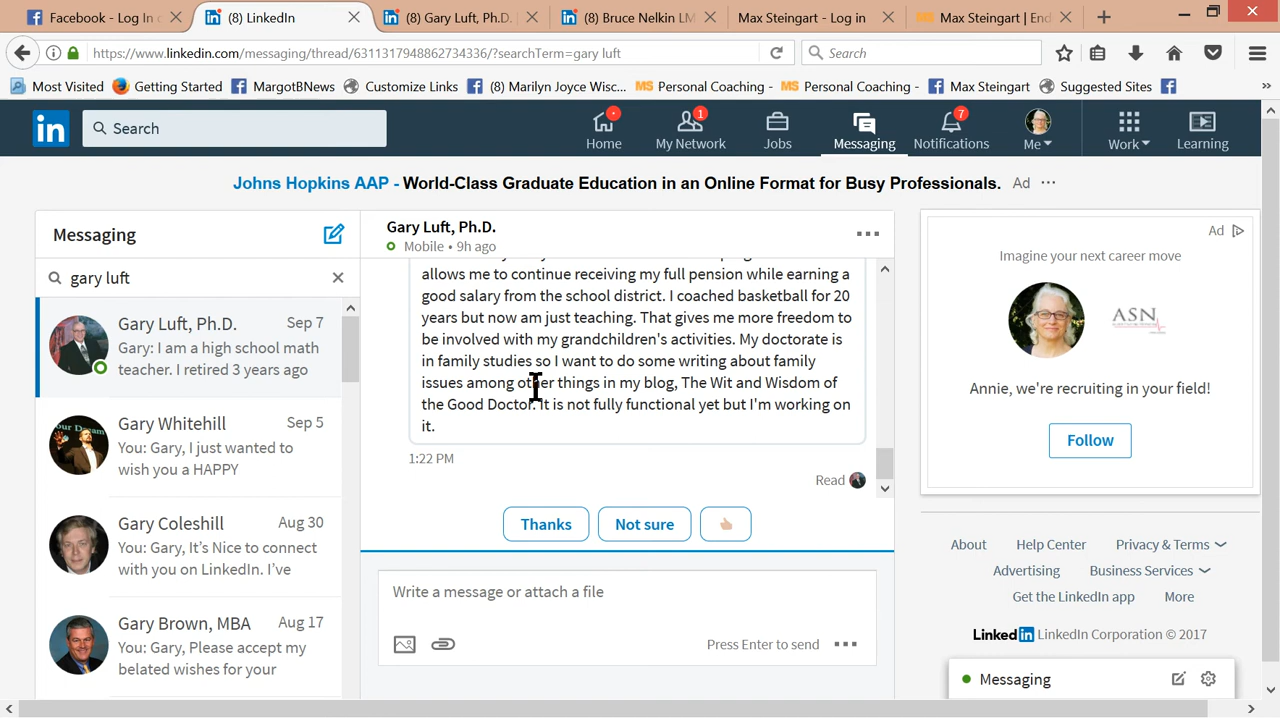 Facebook - Log In o
(8) LinkedIn
(8) Gary Luft, Ph.D.
(8) Bruce Nelkin LM
Max Steingart - Log in
Max Steingart | End
https://www.linkedin.com/messaging/thread/6311317948862734336/?searchTerm=gary luft
Search
Most Visited
Getting Started
MargotBNews
Customize Links
(8) Marilyn Joyce Wisc...
Personal Coaching -
Personal Coaching -
Max Steingart
Suggested Sites
Search
Home
1
My Network
Jobs
Messaging
7
Notifications
Me
Work
Learning
Johns Hopkins AAP - World-Class Graduate Education in an Online Format for Busy Professionals. Ad
Messaging
gary luft
Gary Luft, Ph.D. Sep 7
Gary: I am a high school math
teacher. I retired 3 years ago
Gary Whitehill Sep 5
You: Gary, I just wanted to
wish you a HAPPY
Gary Coleshill Aug 30
You: Gary, It's Nice to connect
with you on LinkedIn. I've
Gary Brown, MBA Aug 17
You: Gary, Please accept my
belated wishes for your
Gary Luft, Ph.D.
Mobile • 9h ago
allows me to continue receiving my full pension while earning a
good salary from the school district. I coached basketball for 20
years but now am just teaching. That gives me more freedom to
be involved with my grandchildren's activities. My doctorate is
in family studies so I want to do some writing about family
issues among other things in my blog, The Wit and Wisdom of
the Good Doctor. It is not fully functional yet but I'm working on
it.
1:22 PM
Read
Thanks
Not sure
Write a message or attach a file
Press Enter to send
Ad
Imagine your next career move
ASN
Annie, we're recruiting in your field!
Follow
About
Help Center
Privacy & Terms
Advertising
Business Services
Get the LinkedIn app
More
Linked in LinkedIn Corporation © 2017
Messaging